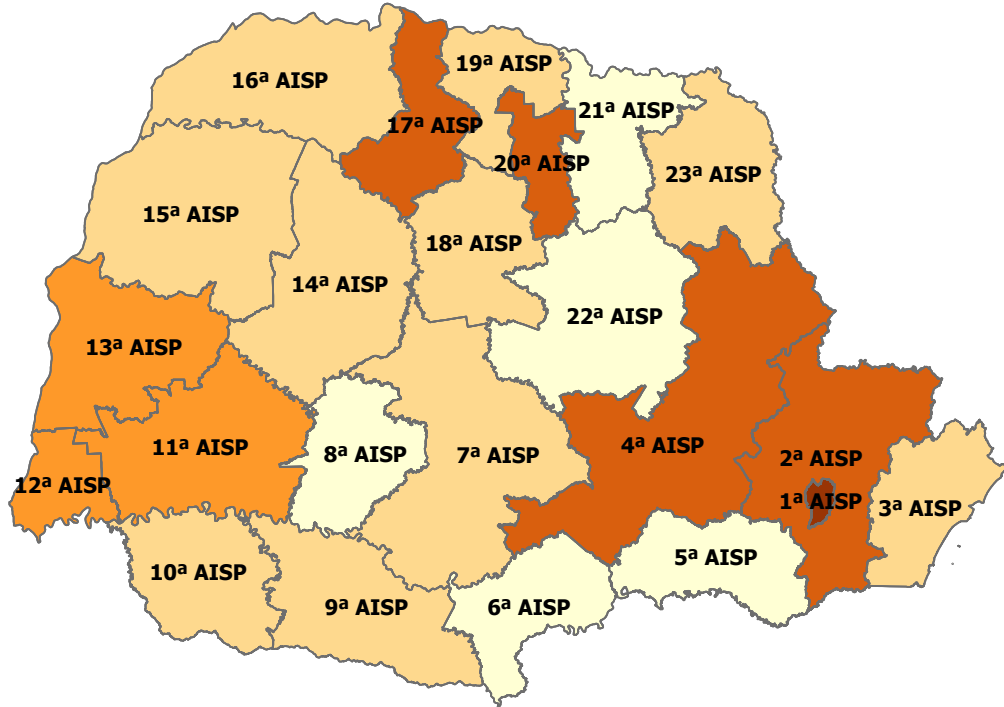 19ª AISP
16ª AISP
21ª AISP
17ª AISP
20ª AISP
23ª AISP
15ª AISP
18ª AISP
14ª AISP
22ª AISP
13ª AISP
4ª AISP
11ª AISP
8ª AISP
7ª AISP
2ª AISP
12ª AISP
1ª AISP
3ª AISP
5ª AISP
10ª AISP
9ª AISP
6ª AISP